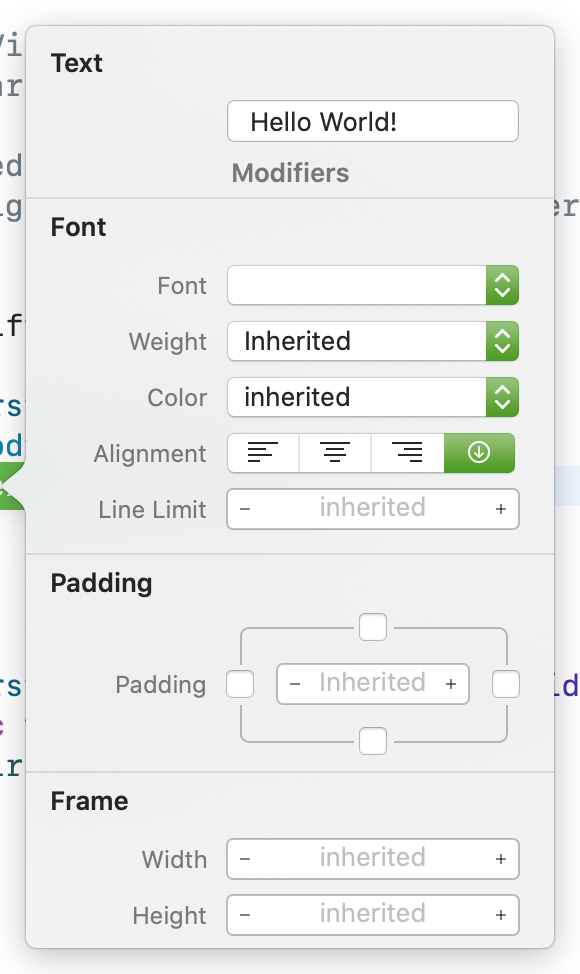 Text
Hello World!
Modifiers
Font
Font
Weight Inherited
Color inherited
Alignment
Line Limit − inherited +
Padding
Padding − Inherited +
Frame
Width − inherited +
Height − inherited +